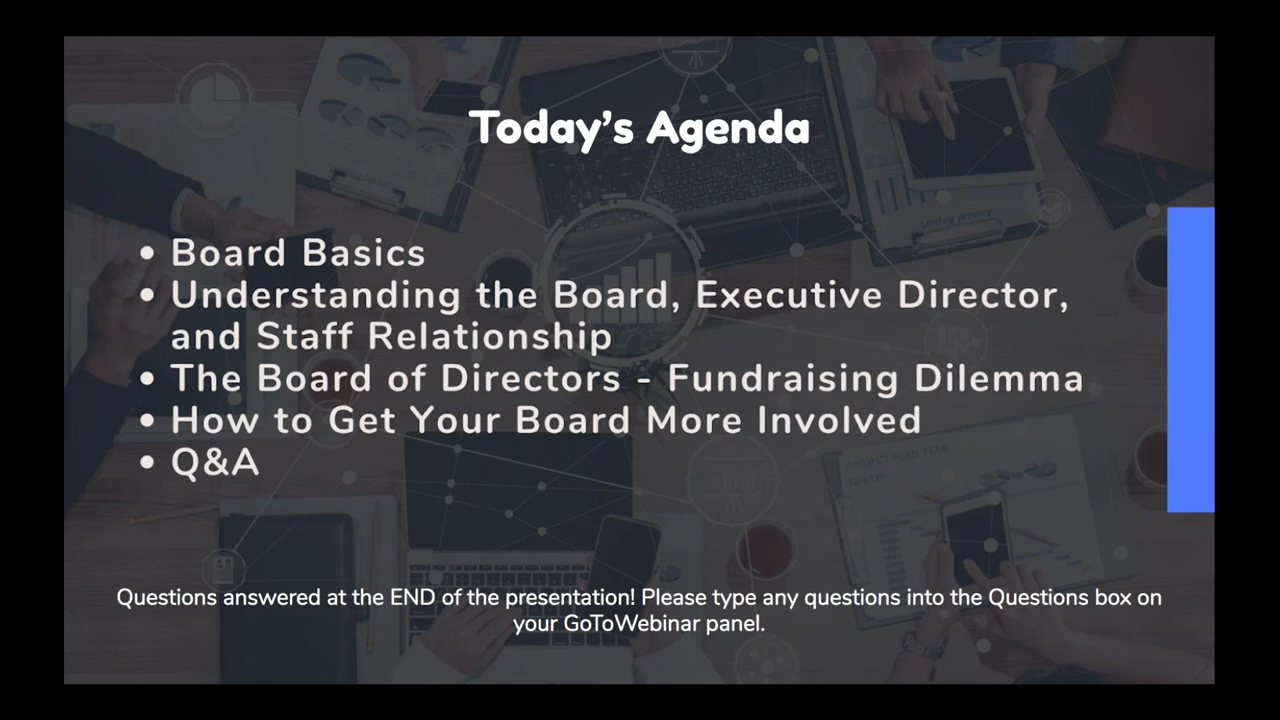 Today's Agenda
• Board Basics
• Understanding the Board, Executive Director,
and Staff Relationship
• The Board of Directors - Fundraising Dilemma
• How to Get Your Board More Involved
• Q&A
Questions answered at the END of the presentation! Please type any questions into the Questions box on
your GoToWebinar panel.